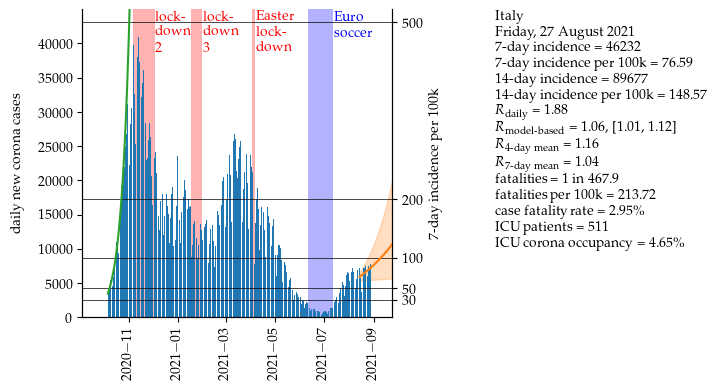 lock-
down
2
lock-
down
3
Easter
lock-
down
Euro
soccer
daily new corona cases
40000
35000
30000
25000
20000
15000
10000
5000
0
500
200
100
50
30
7-day incidence per 100k
2020−11
2021−01
2021−03
2021−05
2021−07
2021−09
Italy
Friday, 27 August 2021
7-day incidence = 46232
7-day incidence per 100k = 76.59
14-day incidence = 89677
14-day incidence per 100k = 148.57
R daily = 1.88
R model-based = 1.06, [1.01, 1.12]
R 4-day mean = 1.16
R 7-day mean = 1.04
fatalities = 1 in 467.9
fatalities per 100k = 213.72
case fatality rate = 2.95%
ICU patients = 511
ICU corona occupancy = 4.65%